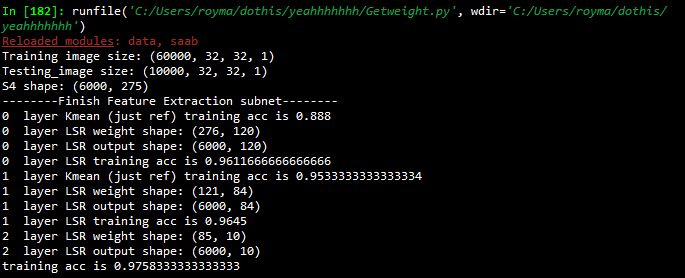 In [182]: runfile('C:/Users/royma/dothis/yeahhhhhhh/Getweight.py', wdir='C:/Users/royma/dothis/
yeahhhhhhh')
Reloaded modules: data, saab
Training image size: (60000, 32, 32, 1)
Testing_image size: (10000, 32, 32, 1)
S4 shape: (6000, 275)
--------Finish Feature Extraction subnet--------
0  layer Kmean (just ref) training acc is 0.888
0  layer LSR weight shape: (276, 120)
0  layer LSR output shape: (6000, 120)
0  layer LSR training acc is 0.9611666666666666
1  layer Kmean (just ref) training acc is 0.9533333333333334
1  layer LSR weight shape: (121, 84)
1  layer LSR output shape: (6000, 84)
1  layer LSR training acc is 0.9645
2  layer LSR weight shape: (85, 10)
2  layer LSR output shape: (6000, 10)
training acc is 0.9758333333333333